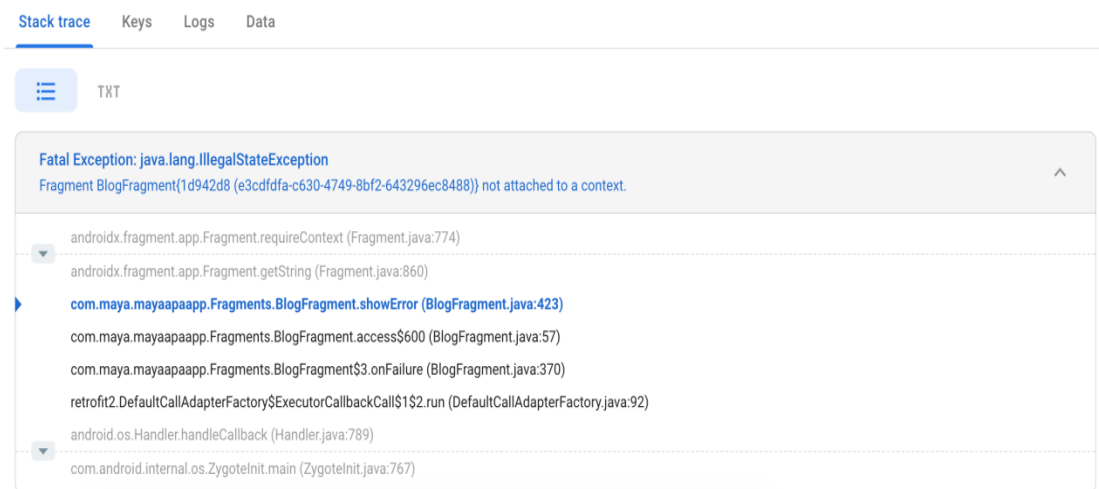 Stack trace Keys Logs Data
TXT
Fatal Exception: java.lang.IllegalStateException
Fragment BlogFragment{1d942d8 (e3cdfdfa-c630-4749-8bf2-643296ec8488)} not attached to a context.
androidx.fragment.app.Fragment.requireContext (Fragment.java:774)
androidx.fragment.app.Fragment.getString (Fragment.java:860)
com.maya.mayaapaapp.Fragments.BlogFragment.showError (BlogFragment.java:423)
com.maya.mayaapaapp.Fragments.BlogFragment.access$600 (BlogFragment.java:57)
com.maya.mayaapaapp.Fragments.BlogFragment$3.onFailure (BlogFragment.java:370)
retrofit2.DefaultCallAdapterFactory$ExecutorCallbackCall$1$2.run (DefaultCallAdapterFactory.java:92)
android.os.Handler.handleCallback (Handler.java:789)
com.android.internal.os.ZygoteInit.main (ZygoteInit.java:767)